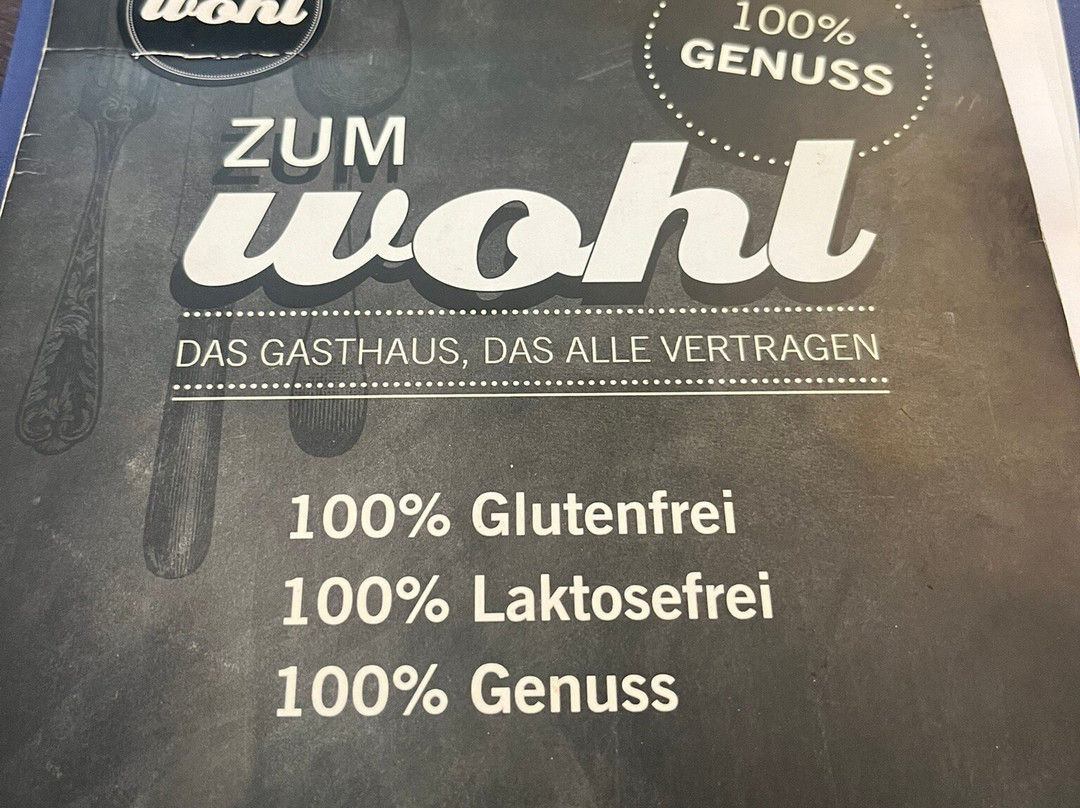 wohl
100%
GENUSS
ZUM
wohl
DAS GASTHAUS, DAS ALLE VERTRAGEN
100% Glutenfrei
100% Laktosefrei
100% Genuss